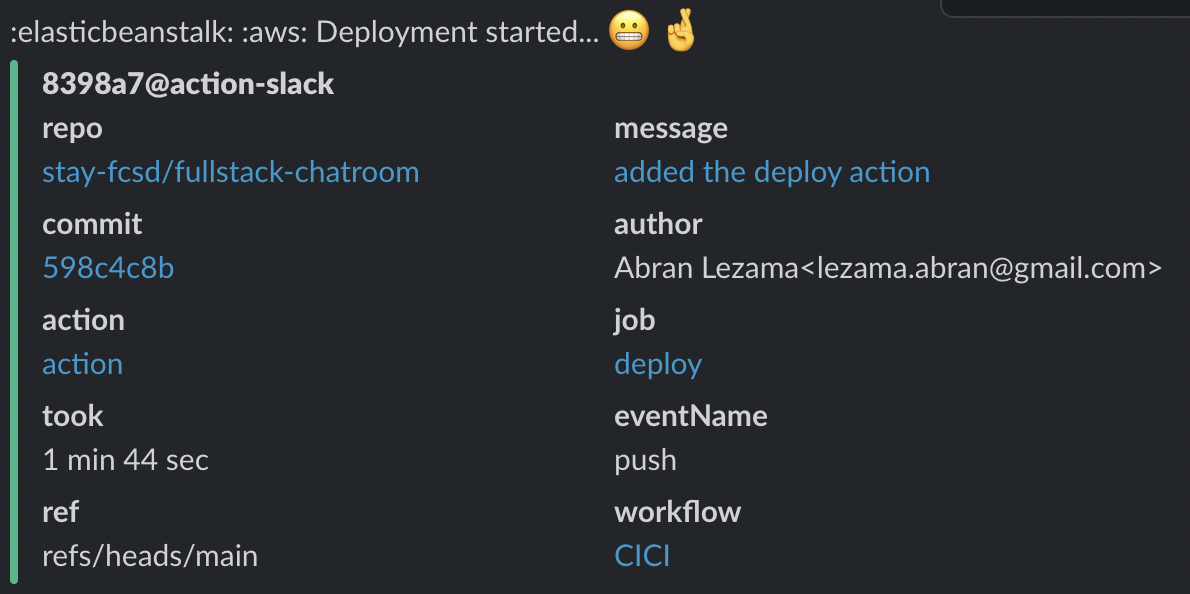 :elasticbeanstalk: :aws: Deployment started... 😬 🤞
8398a7@action-slack
repo
stay-fcsd/fullstack-chatroom
message
added the deploy action
commit
598c4c8b
author
Abran Lezama<lezama.abran@gmail.com>
action
action
job
deploy
took
1 min 44 sec
eventName
push
ref
refs/heads/main
workflow
CICI